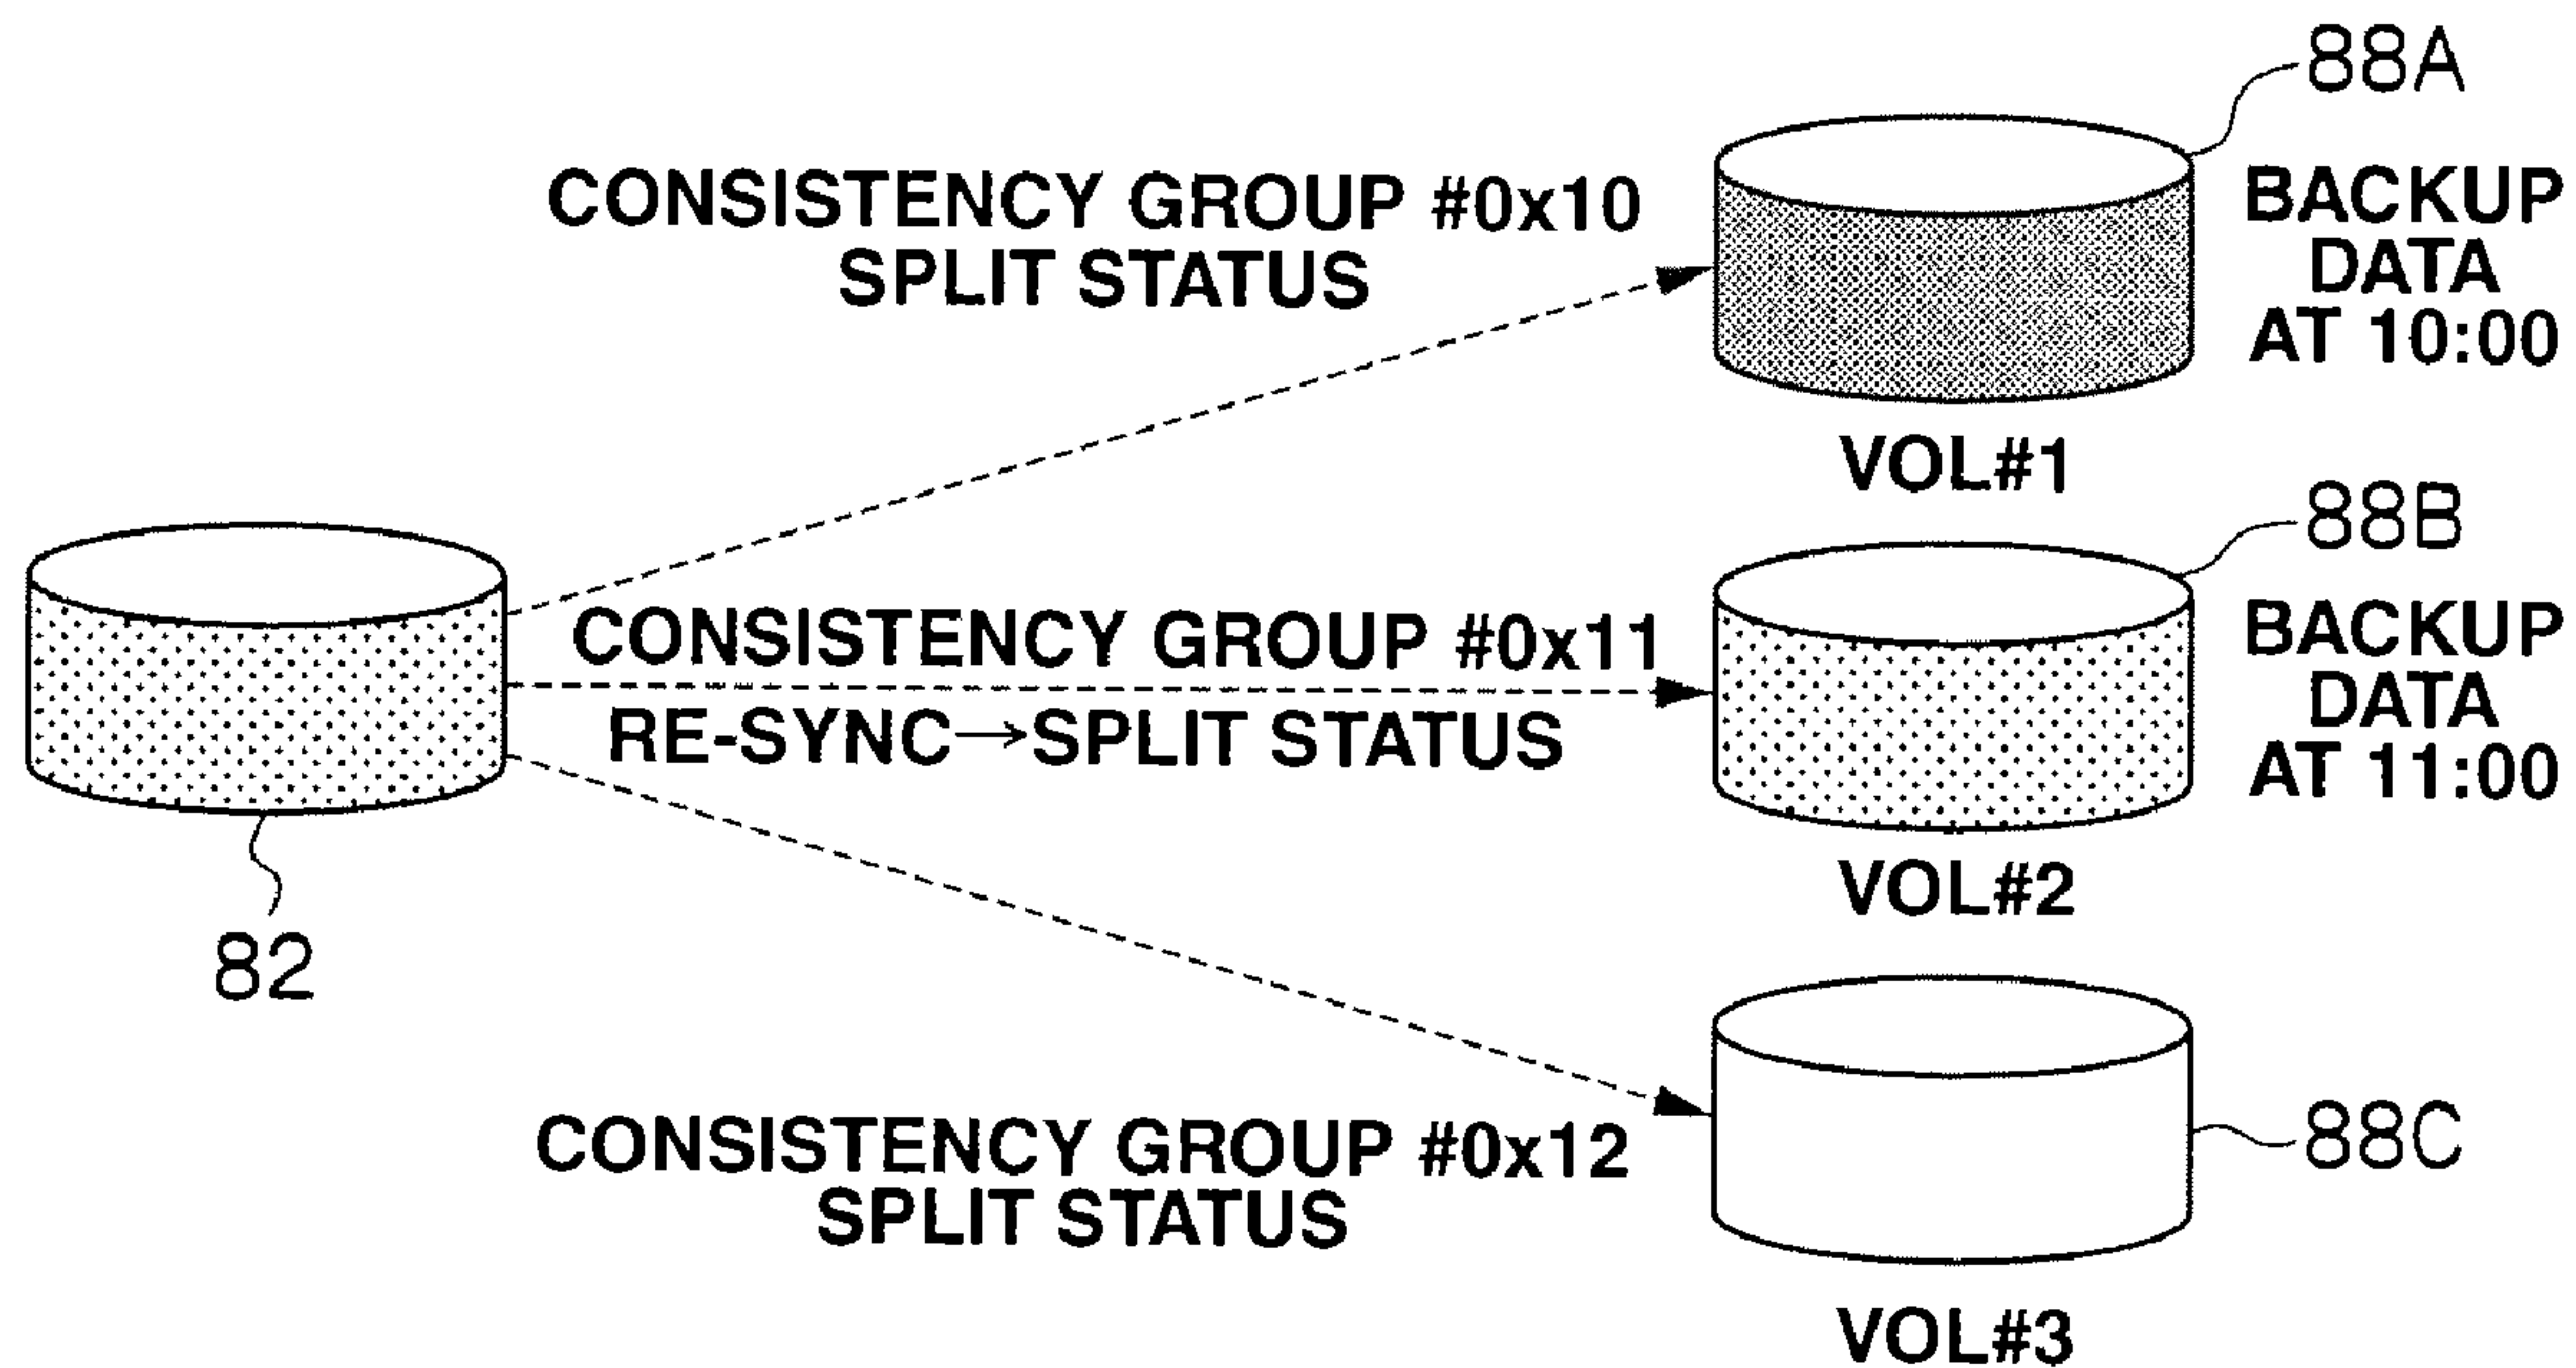 88A
CONSISTENCY GROUP #0x10
SPLIT STATUS
BACKUP
DATA
AT 10:00
VOL#1
88B
CONSISTENCY GROUP #0x11
RE-SYNC→SPLIT STATUS
BACKUP
DATA
AT 11:00
VOL#2
82
CONSISTENCY GROUP #0x12
SPLIT STATUS
88C
VOL#3